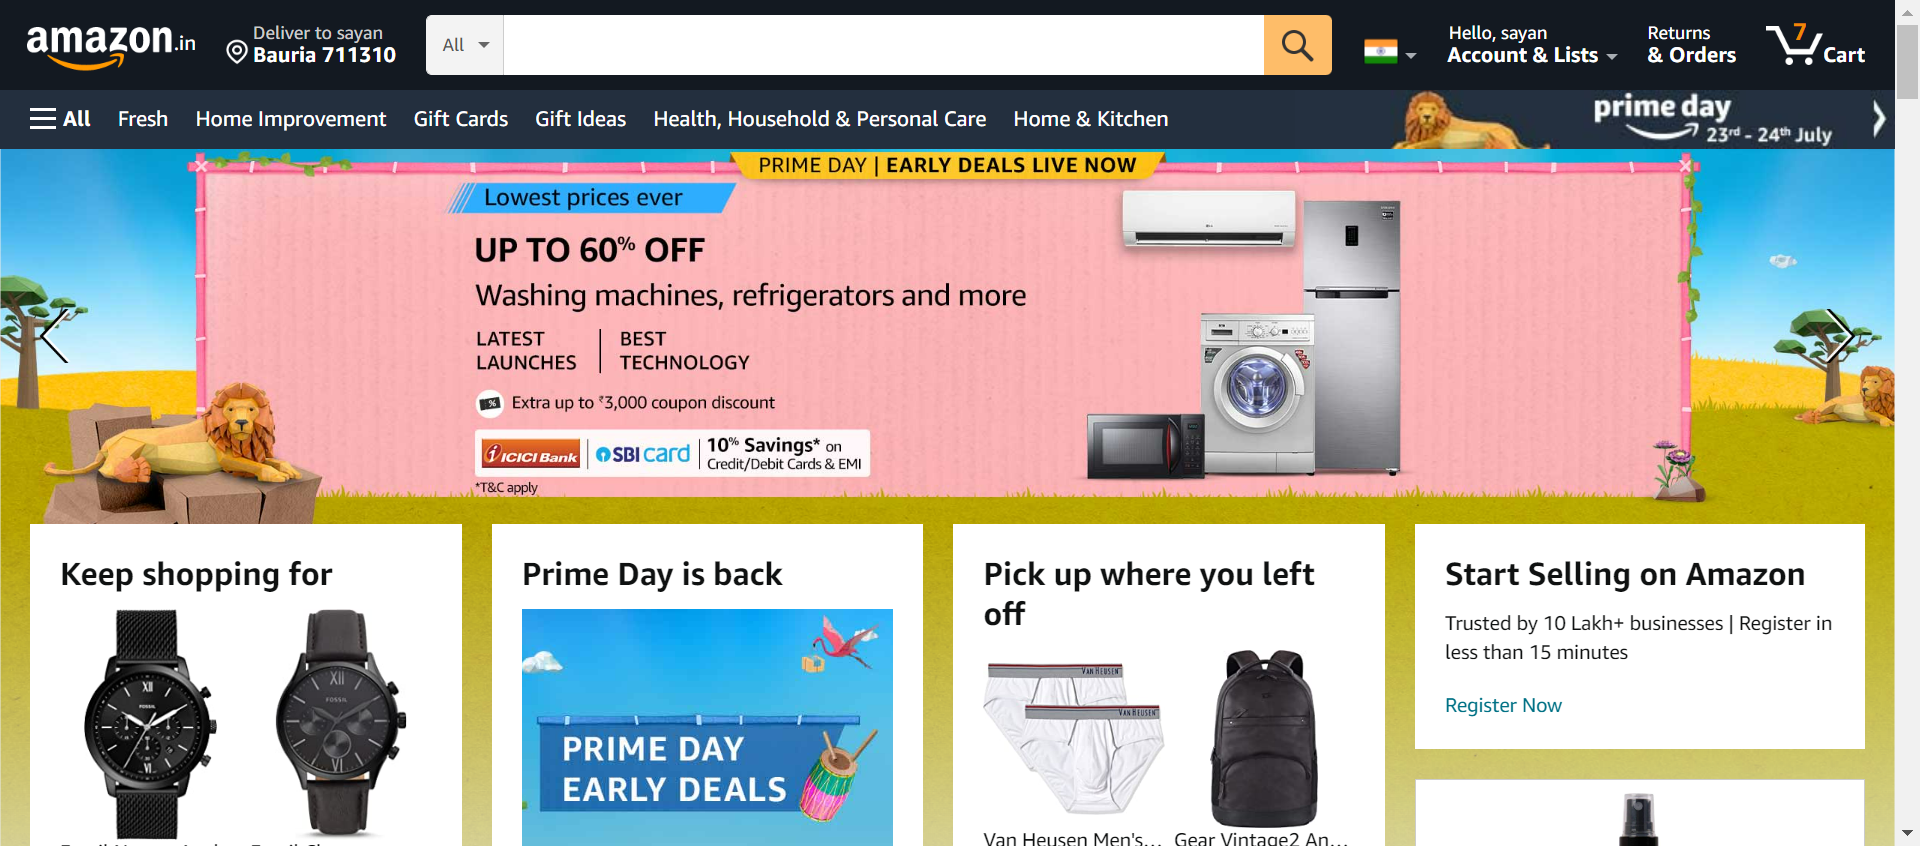 amazon.in
Deliver to sayan
Bauria 711310
All
Hello, sayan
Account & Lists
Returns
& Orders
7
Cart
All
Fresh
Home Improvement
Gift Cards
Gift Ideas
Health, Household & Personal Care
Home & Kitchen
prime day
23rd - 24th July
PRIME DAY | EARLY DEALS LIVE NOW
Lowest prices ever
UP TO 60% OFF
Washing machines, refrigerators and more
LATEST
LAUNCHES
BEST
TECHNOLOGY
Extra up to ₹3,000 coupon discount
ICICI Bank
SBI card
10% Savings* on
Credit/Debit Cards & EMI
*T&C apply
Keep shopping for
FOSSIL
FOSSIL
Prime Day is back
PRIME DAY
EARLY DEALS
Pick up where you left
off
VAN HEUSEN
VAN HEUSEN
Van Heusen Men's...
Gear Vintage2 An...
Start Selling on Amazon
Trusted by 10 Lakh+ businesses | Register in
less than 15 minutes
Register Now